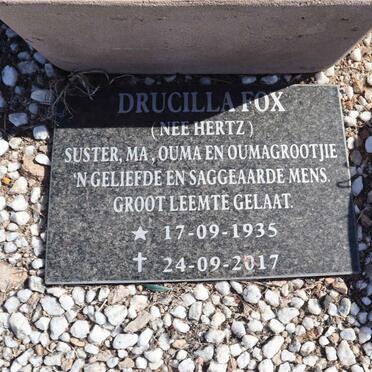 DRUCILLA FOX
(NEE HERTZ)
SUSTER, MA, OUMA EN OUMAGROOTJIE
'N GELIEFDE EN SAGGEAARDE MENS.
GROOT LEEMTE GELAAT.
17-09-1935
24-09-2017